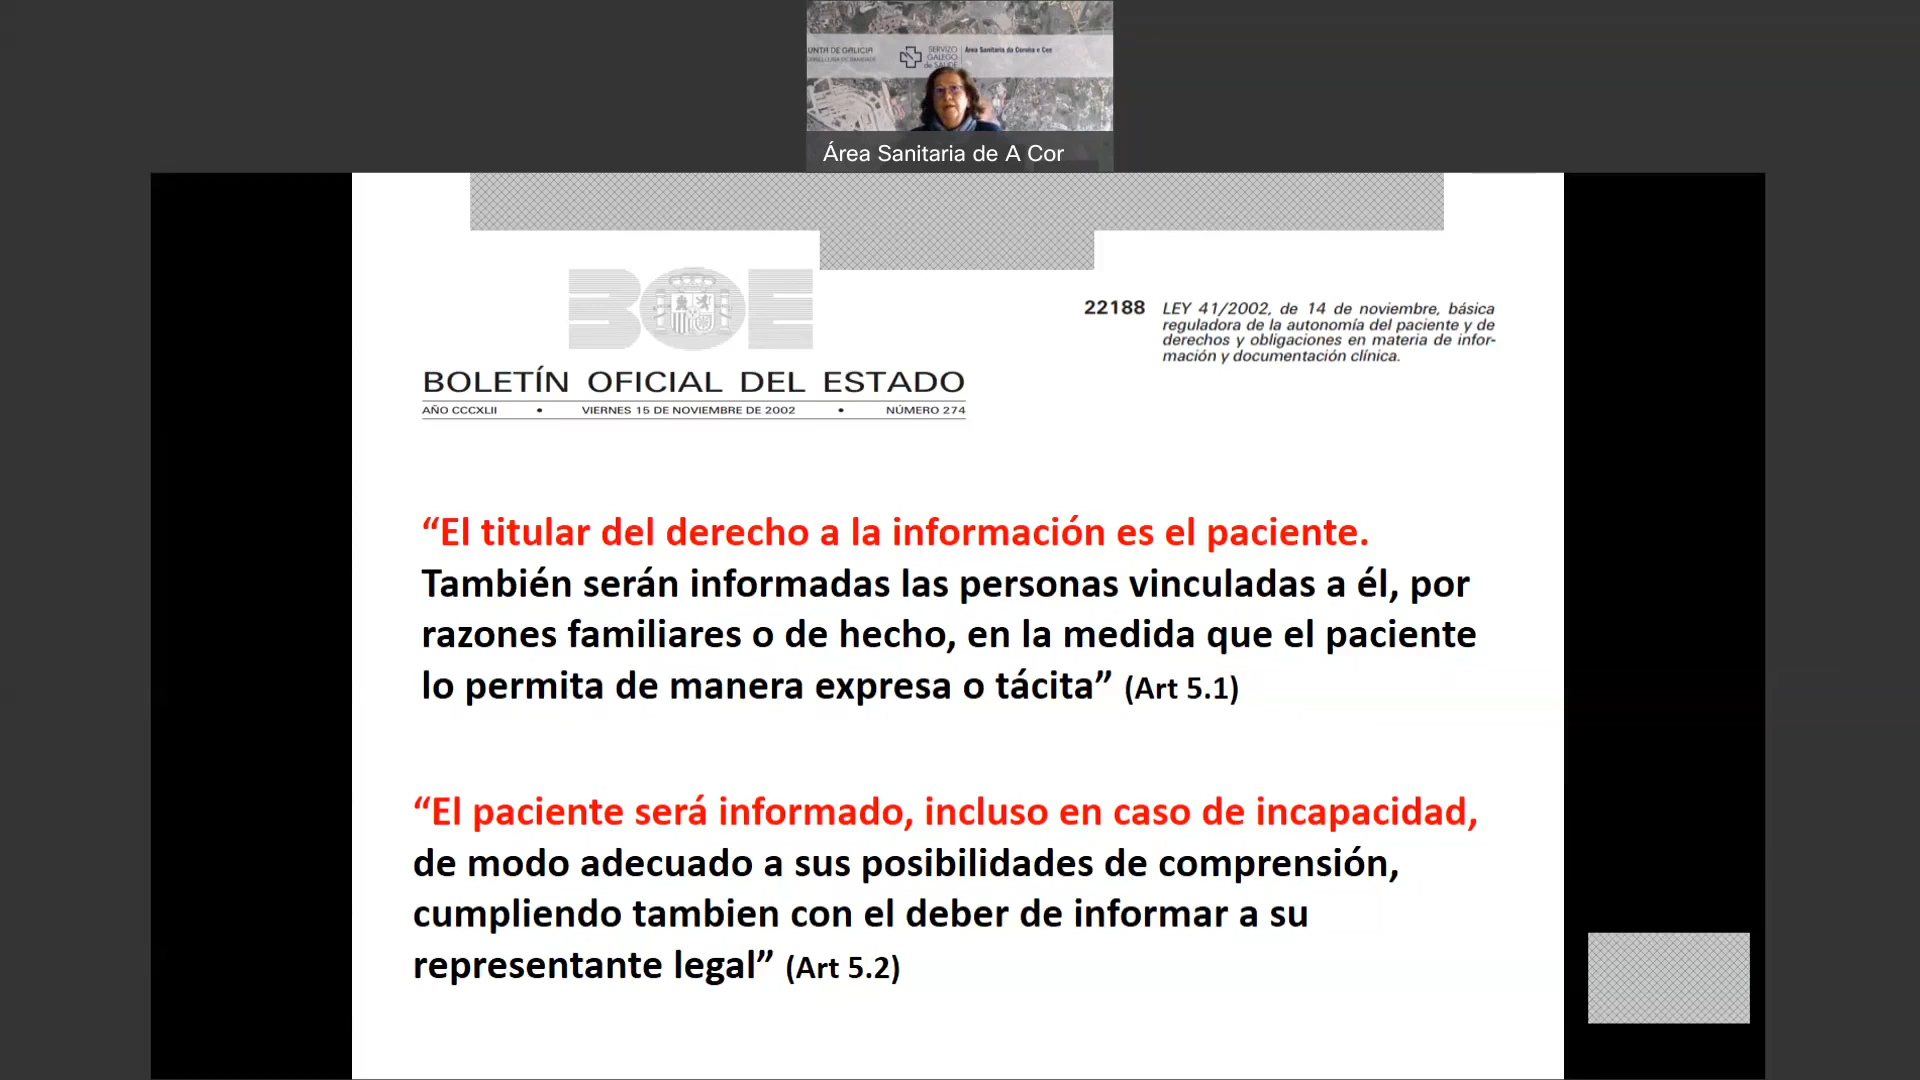 UNTA DE GALICIA
SERVIZO
GALEGO
de SAÚDE
Área Sanitaria da Coruña e Cee
Área Sanitaria de A Cor
BOE
22188 LEY 41/2002, de 14 de noviembre, básica
reguladora de la autonomía del paciente y de
derechos y obligaciones en materia de infor-
mación y documentación clínica.
BOLETÍN OFICIAL DEL ESTADO
AÑO CCCXLII • VIERNES 15 DE NOVIEMBRE DE 2002 • NÚMERO 274
“El titular del derecho a la información es el paciente.
También serán informadas las personas vinculadas a él, por
razones familiares o de hecho, en la medida que el paciente
lo permita de manera expresa o tácita” (Art 5.1)
“El paciente será informado, incluso en caso de incapacidad,
de modo adecuado a sus posibilidades de comprensión,
cumpliendo tambien con el deber de informar a su
representante legal” (Art 5.2)